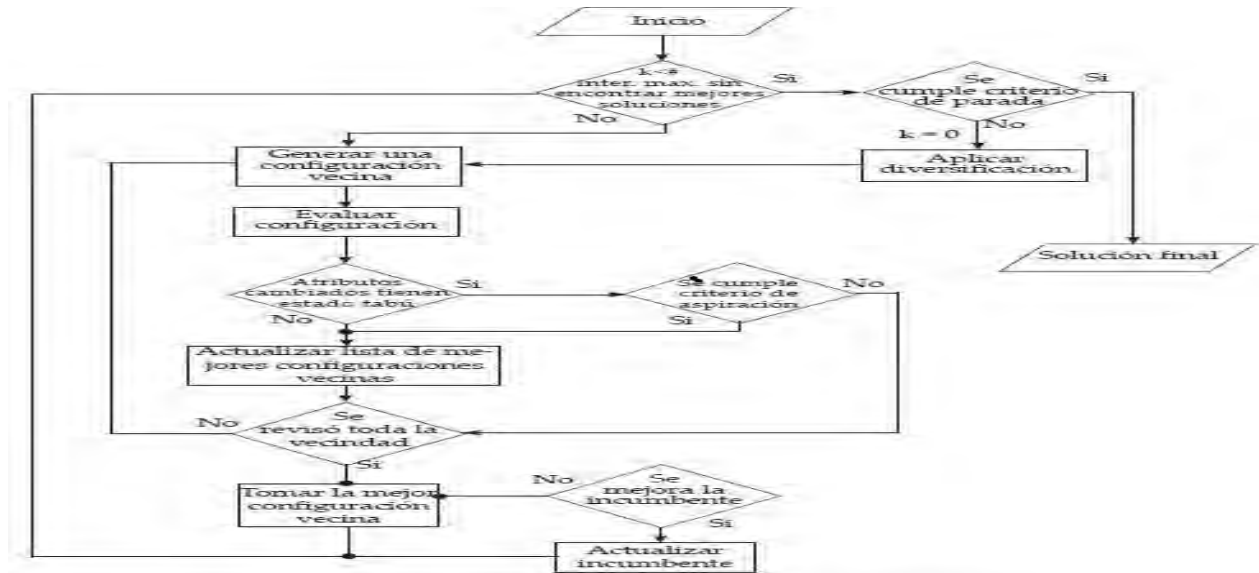 Inicio
k<#
inter. max. sin
encontrar mejores
soluciones
Si
No
Se
cumple criterio
de parada
Si
No
k = 0
Generar una
configuración
vecina
Aplicar
diversificación
Evaluar
configuración
Solución final
Atributos
cambiados tienen
estado tabú
Si
No
Se cumple
criterio de
aspiración
No
Si
Actualizar lista de me-
jores configuraciones
vecinas
Se
revisó toda la
vecindad
No
Si
Tomar la mejor
configuración
vecina
No
Se
mejora la
incumbente
Si
Actualizar
incumbente